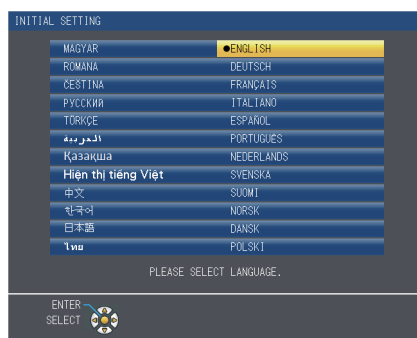 INITIAL SETTING
MAGYAR ●ENGLISH
ROMÂNA DEUTSCH
ČEŠTINA FRANÇAIS
РУССКИЙ ITALIANO
TÜRKÇE ESPAÑOL
العربية PORTUGUÊS
Қазақша NEDERLANDS
Hiện thị tiếng Việt SVENSKA
中文 SUOMI
한국어 NORSK
日本語 DANSK
ไทย POLSKI
PLEASE SELECT LANGUAGE.
ENTER
SELECT